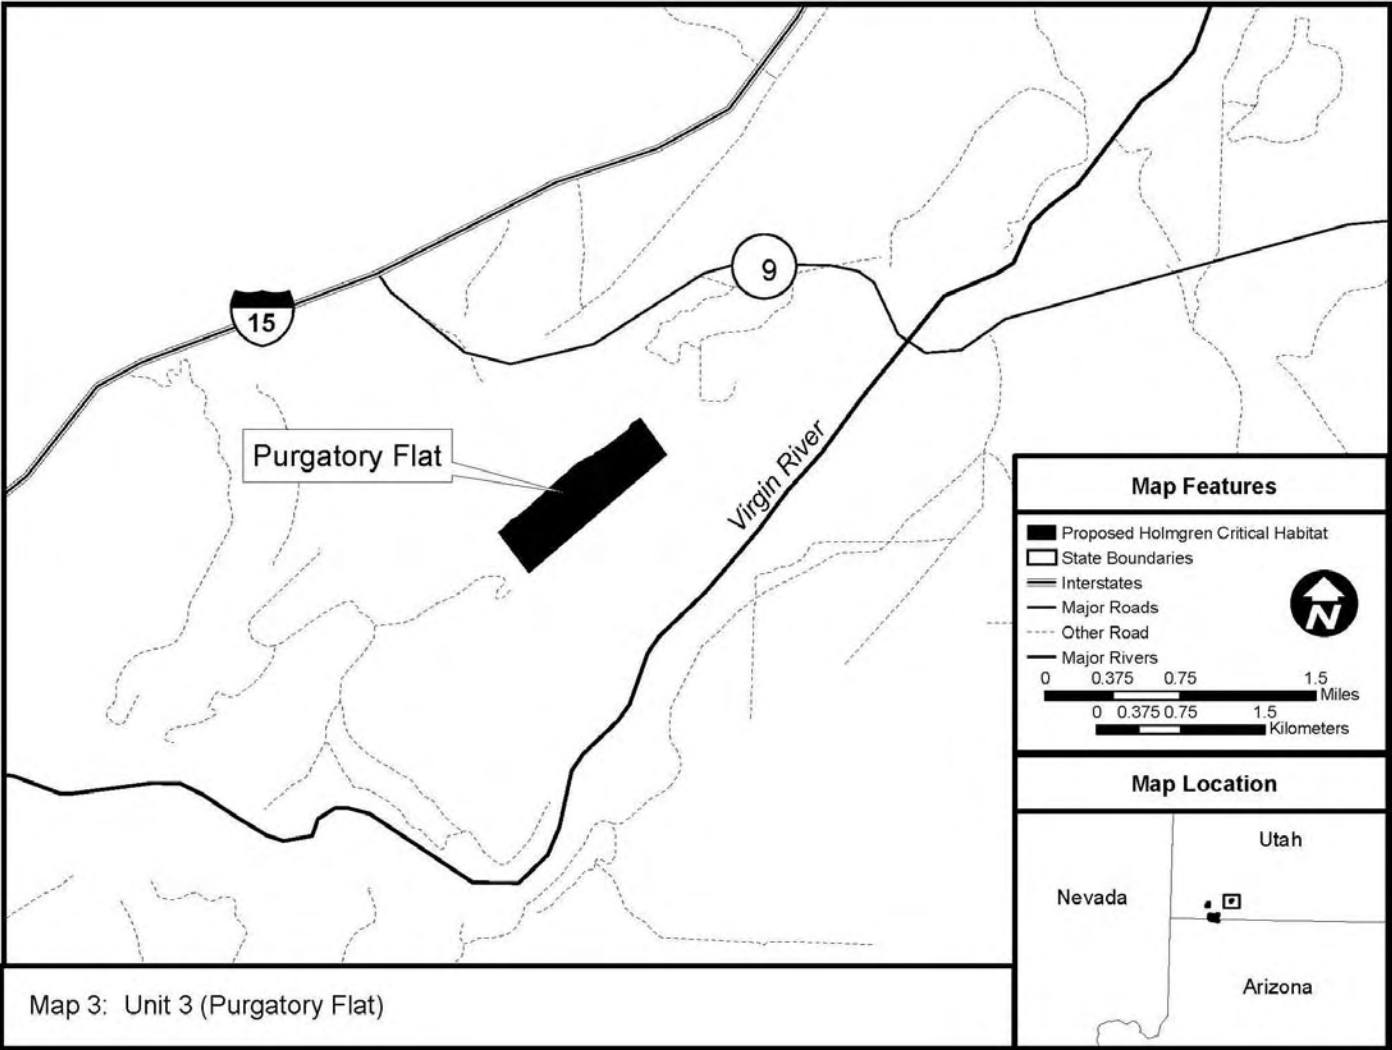 9
15
Purgatory Flat
Virgin River
Map Features
Proposed Holmgren Critical Habitat
State Boundaries
Interstates
Major Roads
Other Road
Major Rivers
N
0 0.375 0.75 1.5
Miles
0 0.375 0.75 1.5
Kilometers
Map Location
Utah
Nevada
Arizona
Map 3: Unit 3 (Purgatory Flat)